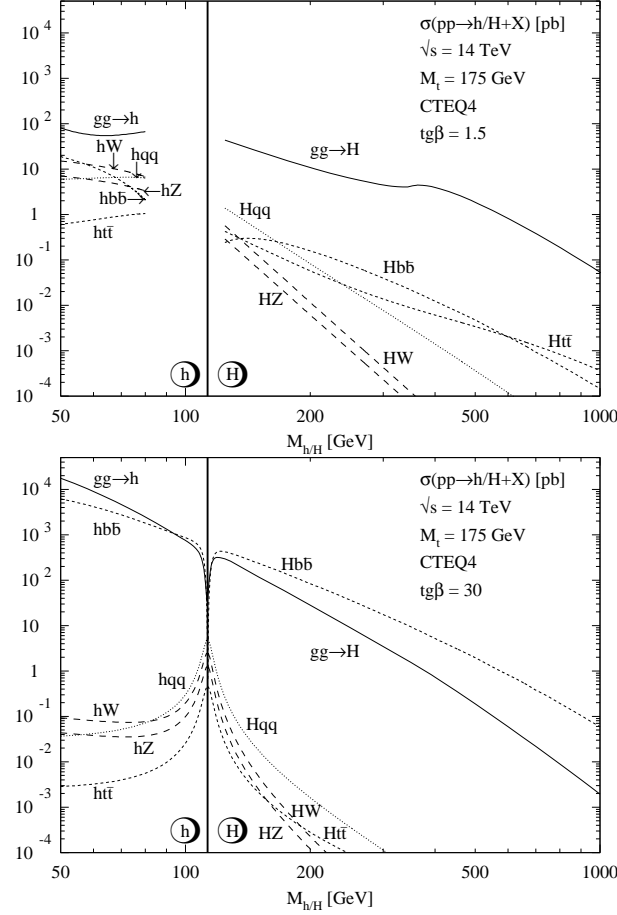 σ(pp→h/H+X) [pb]
√s = 14 TeV
M_t = 175 GeV
CTEQ4
tgβ = 1.5
gg→h
hW
hqq
hZ
hbb̄
htt̄
gg→H
Hqq
Hbb̄
HZ
HW
Htt̄
h
H
10^4
10^3
10^2
10
1
10^-1
10^-2
10^-3
10^-4
50 100 200 500 1000
M_h/H [GeV]
σ(pp→h/H+X) [pb]
√s = 14 TeV
M_t = 175 GeV
CTEQ4
tgβ = 30
gg→h
hbb̄
Hbb̄
gg→H
hqq
hW
hZ
htt̄
Hqq
HW
HZ
Htt̄
h
H
10^4
10^3
10^2
10
1
10^-1
10^-2
10^-3
10^-4
50 100 200 500 1000
M_h/H [GeV]